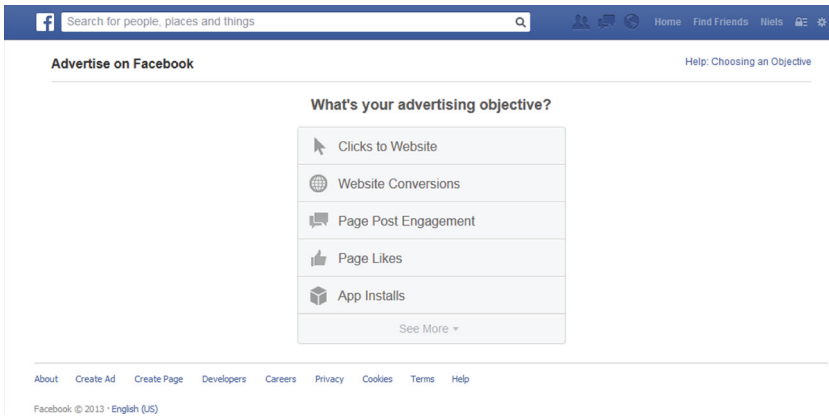 f Search for people, places and things Home Find Friends Niels
Advertise on Facebook Help: Choosing an Objective
What's your advertising objective?
Clicks to Website
Website Conversions
Page Post Engagement
Page Likes
App Installs
See More
About Create Ad Create Page Developers Careers Privacy Cookies Terms Help
Facebook © 2013 · English (US)